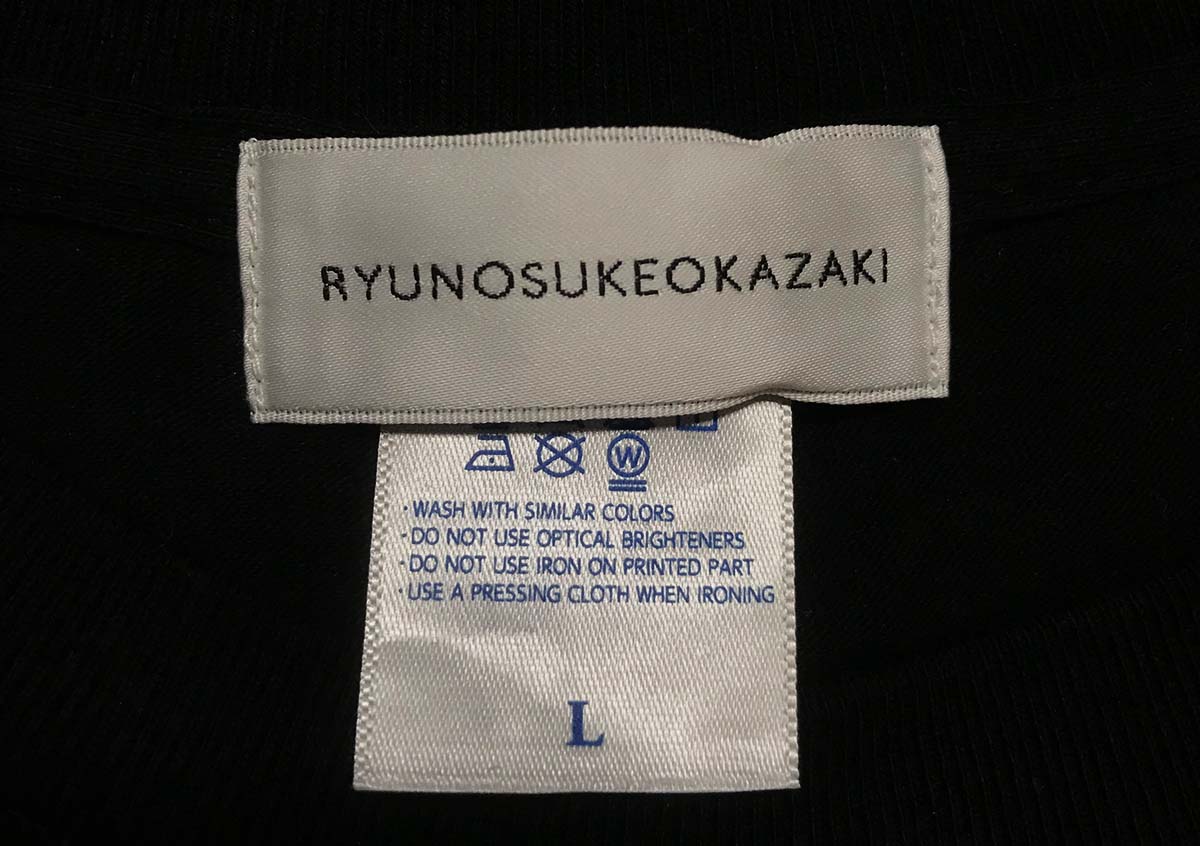 RYUNOSUKEOKAZAKI
W
·WASH WITH SIMILAR COLORS
·DO NOT USE OPTICAL BRIGHTENERS
·DO NOT USE IRON ON PRINTED PART
·USE A PRESSING CLOTH WHEN IRONING
L